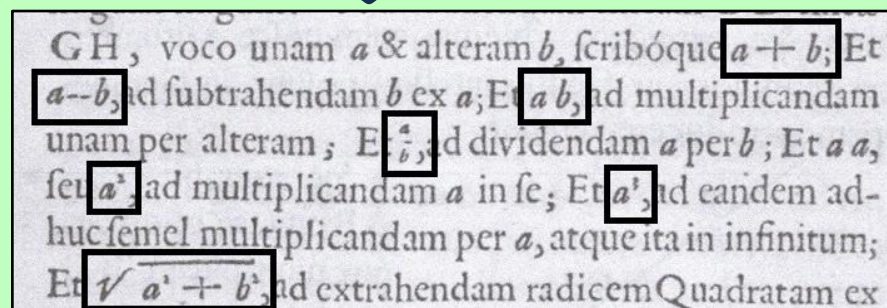 GH, voco unam a & alteram b, ſcribóque a + b; Et
a--b, ad ſubtrahendam b ex a; Et a b, ad multiplicandam
unam per alteram; Et a/b, ad dividendam a per b; Et a a,
ſeu a², ad multiplicandam a in ſe; Et a³, ad eandem ad-
huc ſemel multiplicandam per a, atque ita in infinitum;
Et √ a² + b², ad extrahendam radicem Quadratam ex